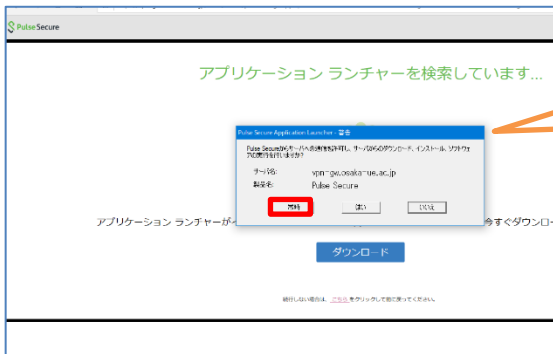 Pulse Secure
アプリケーション ランチャーを検索しています...
Pulse Secure Application Launcher - 警告
Pulse Secureからサーバへの送信を許可し、サーバからのダウンロード、インストール、ソフトウェ
アの実行を行いますか?
サーバ名: vpn-gw.osaka-ue.ac.jp
製品名: Pulse Secure
常時 はい いいえ
アプリケーション ランチャーが
今すぐダウンロー
ダウンロード
続行しない場合は、こちら をクリックして前に戻ってください。